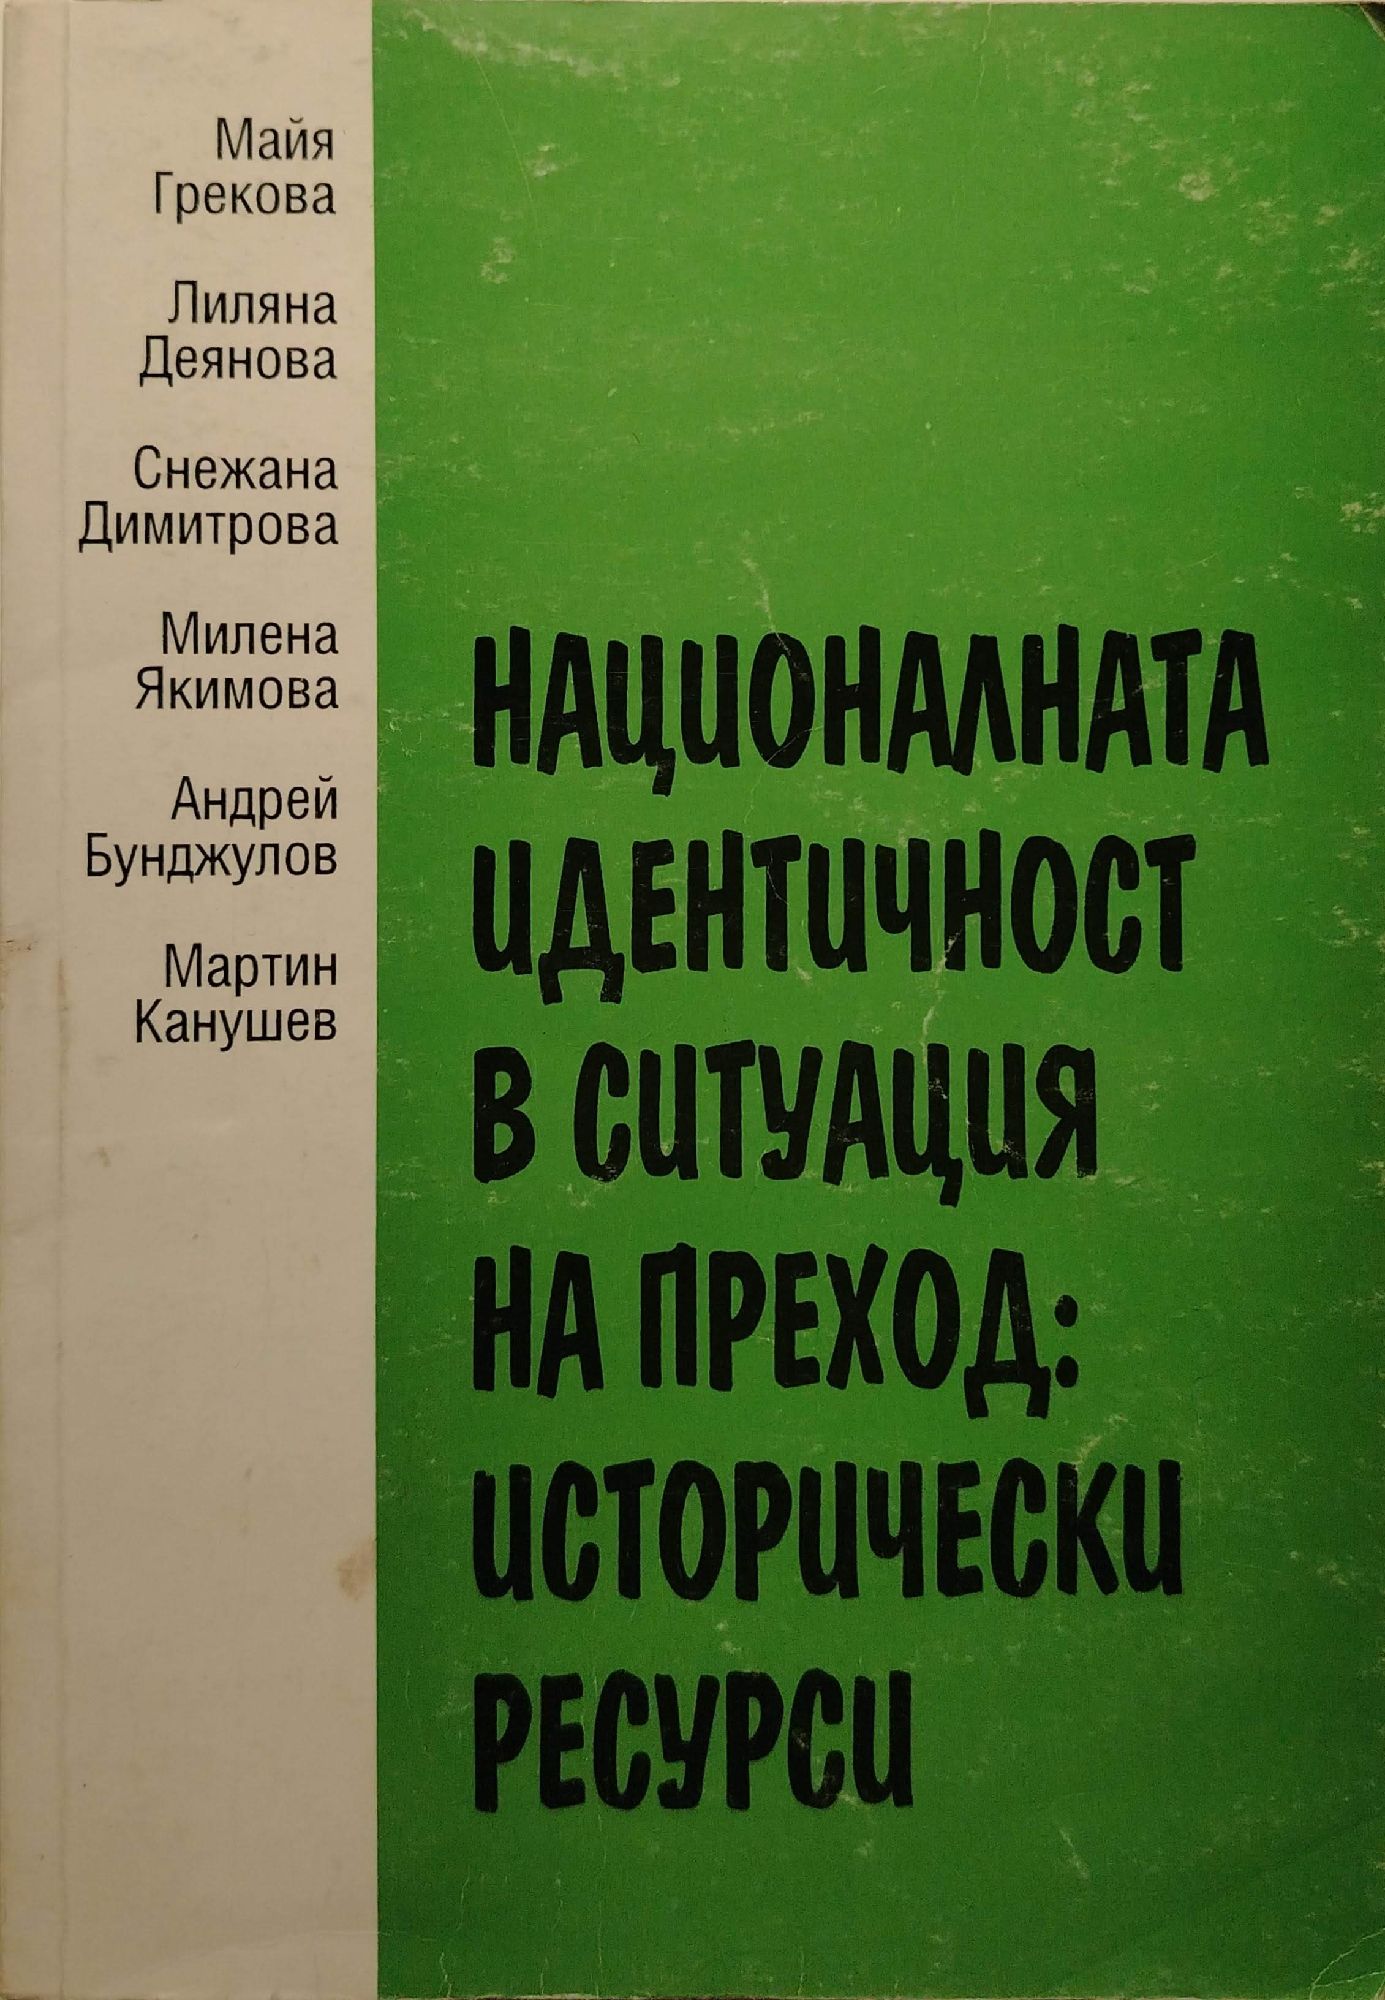 Майя
Грекова
Лиляна
Деянова
Снежана
Димитрова
Милена
Якимова
Андрей
Бунджулов
Мартин
Канушев
НАЦИОНАЛНАТА
ИДЕНТИЧНОСТ
В СИТУАЦИЯ
НА ПРЕХОД:
ИСТОРИЧЕСКИ
РЕСУРСИ